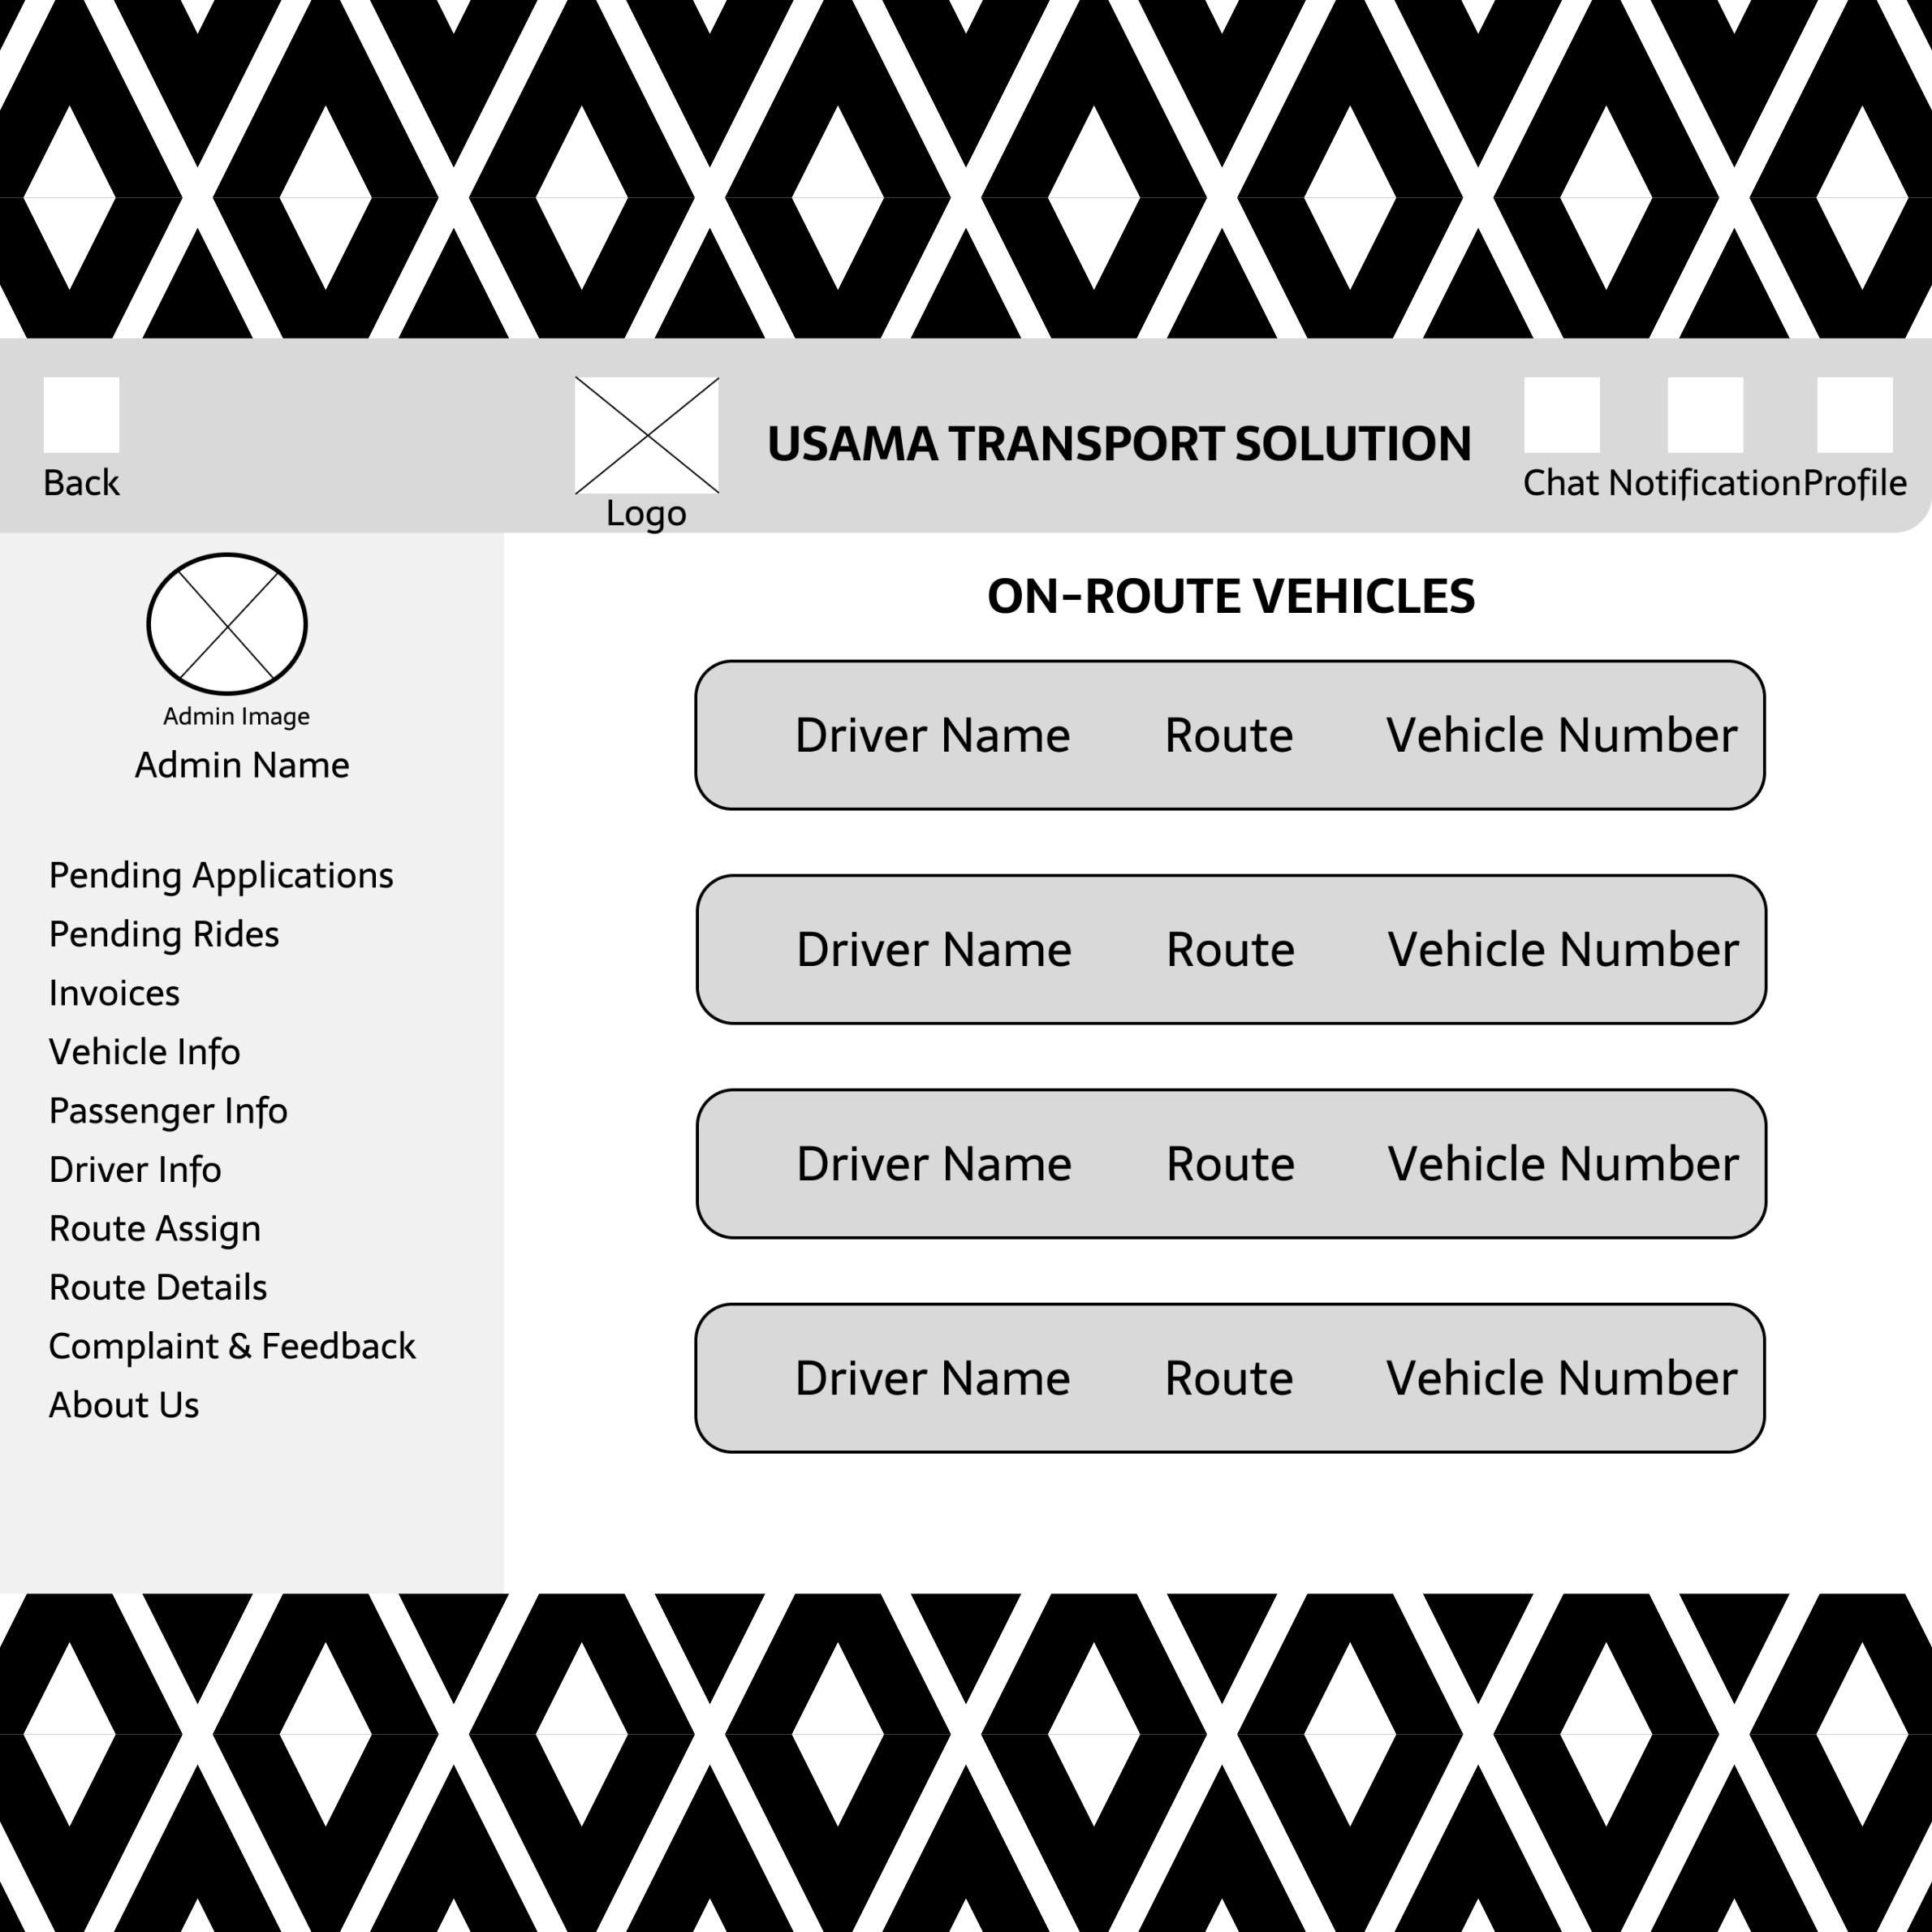 USAMA TRANSPORT SOLUTION
Back
Logo
Chat Notification Profile
Admin Image
Admin Name
Pending Applications
Pending Rides
Invoices
Vehicle Info
Passenger Info
Driver Info
Route Assign
Route Details
Complaint & Feedback
About Us
ON-ROUTE VEHICLES
Driver Name Route Vehicle Number
Driver Name Route Vehicle Number
Driver Name Route Vehicle Number
Driver Name Route Vehicle Number